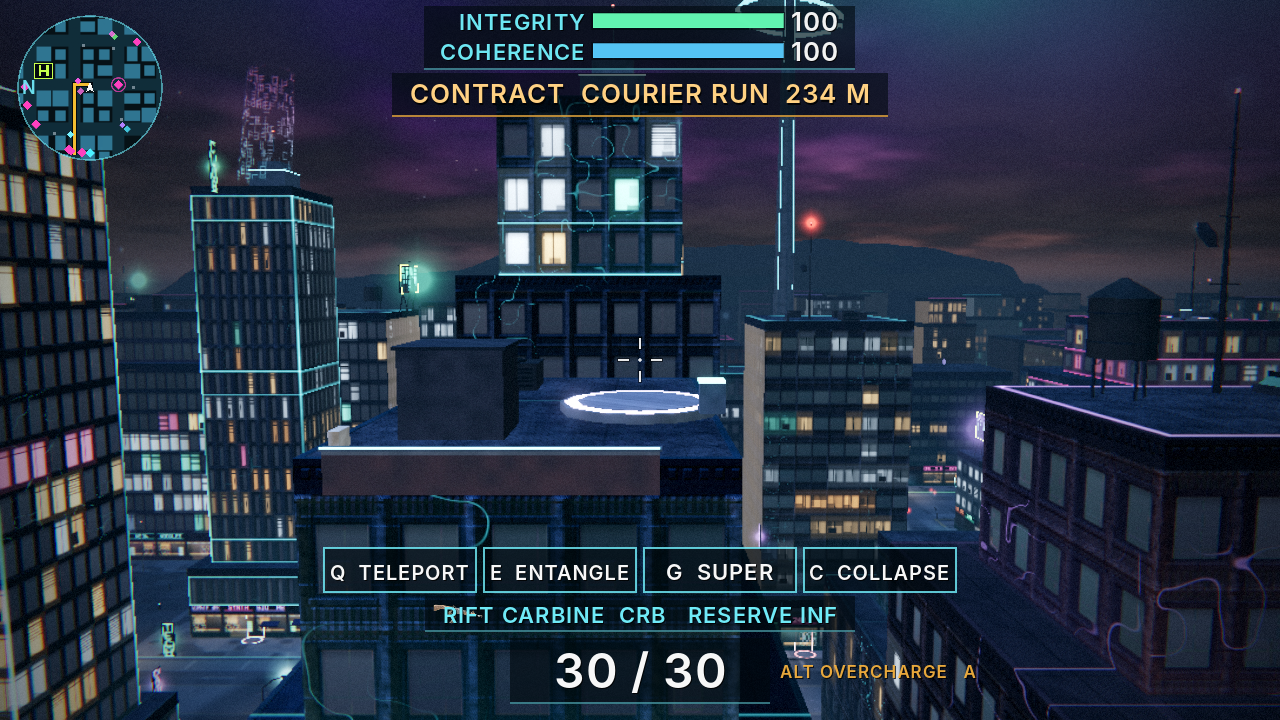 INTEGRITY 100
COHERENCE 100
CONTRACT COURIER RUN 234 M
H
N
Q TELEPORT
E ENTANGLE
G SUPER
C COLLAPSE
RIFT CARBINE CRB RESERVE INF
30 / 30
ALT OVERCHARGE A